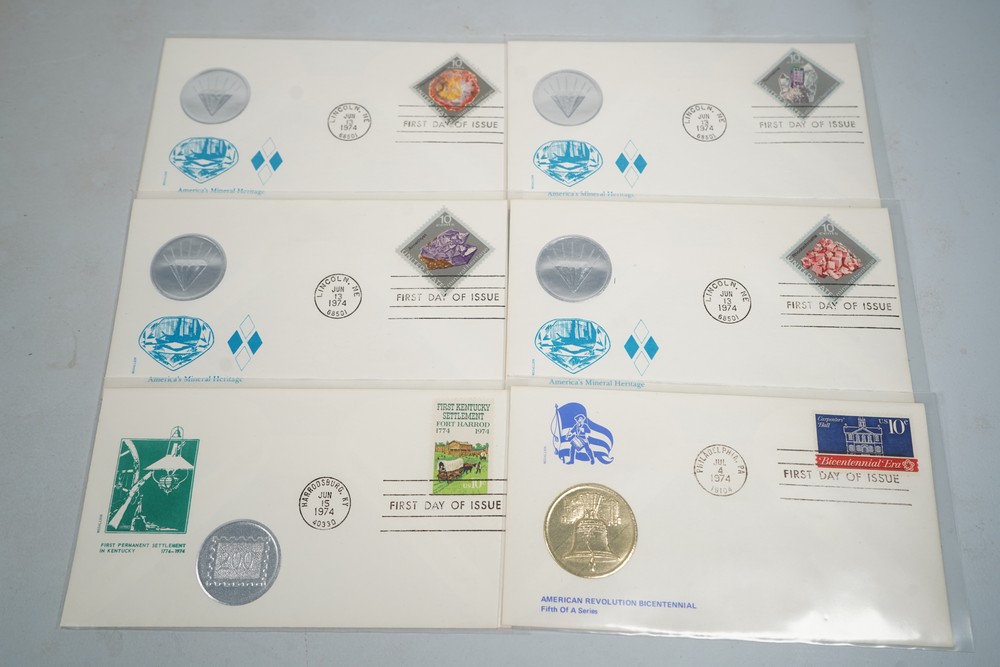 10
LINCOLN, NE
JUN
13
1974
68501
FIRST DAY OF ISSUE
America's Mineral Heritage
10
LINCOLN, NE
JUN
13
1974
68501
FIRST DAY OF ISSUE
America's Mineral Heritage
10
LINCOLN, NE
JUN
13
1974
68501
FIRST DAY OF ISSUE
America's Mineral Heritage
10
LINCOLN, NE
JUN
13
1974
68501
FIRST DAY OF ISSUE
America's Mineral Heritage
FIRST KENTUCKY
SETTLEMENT
FORT HARROD
1774 1974
US 10c
HARRODSBURG, KY
JUN
15
1974
40330
FIRST DAY OF ISSUE
FIRST PERMANENT SETTLEMENT
IN KENTUCKY 1774-1974
200
Carpenters'
Hall
US 10c
Bicentennial Era
PHILADELPHIA, PA
JUL
4
1974
19104
FIRST DAY OF ISSUE
AMERICAN REVOLUTION BICENTENNIAL
Fifth Of A Series